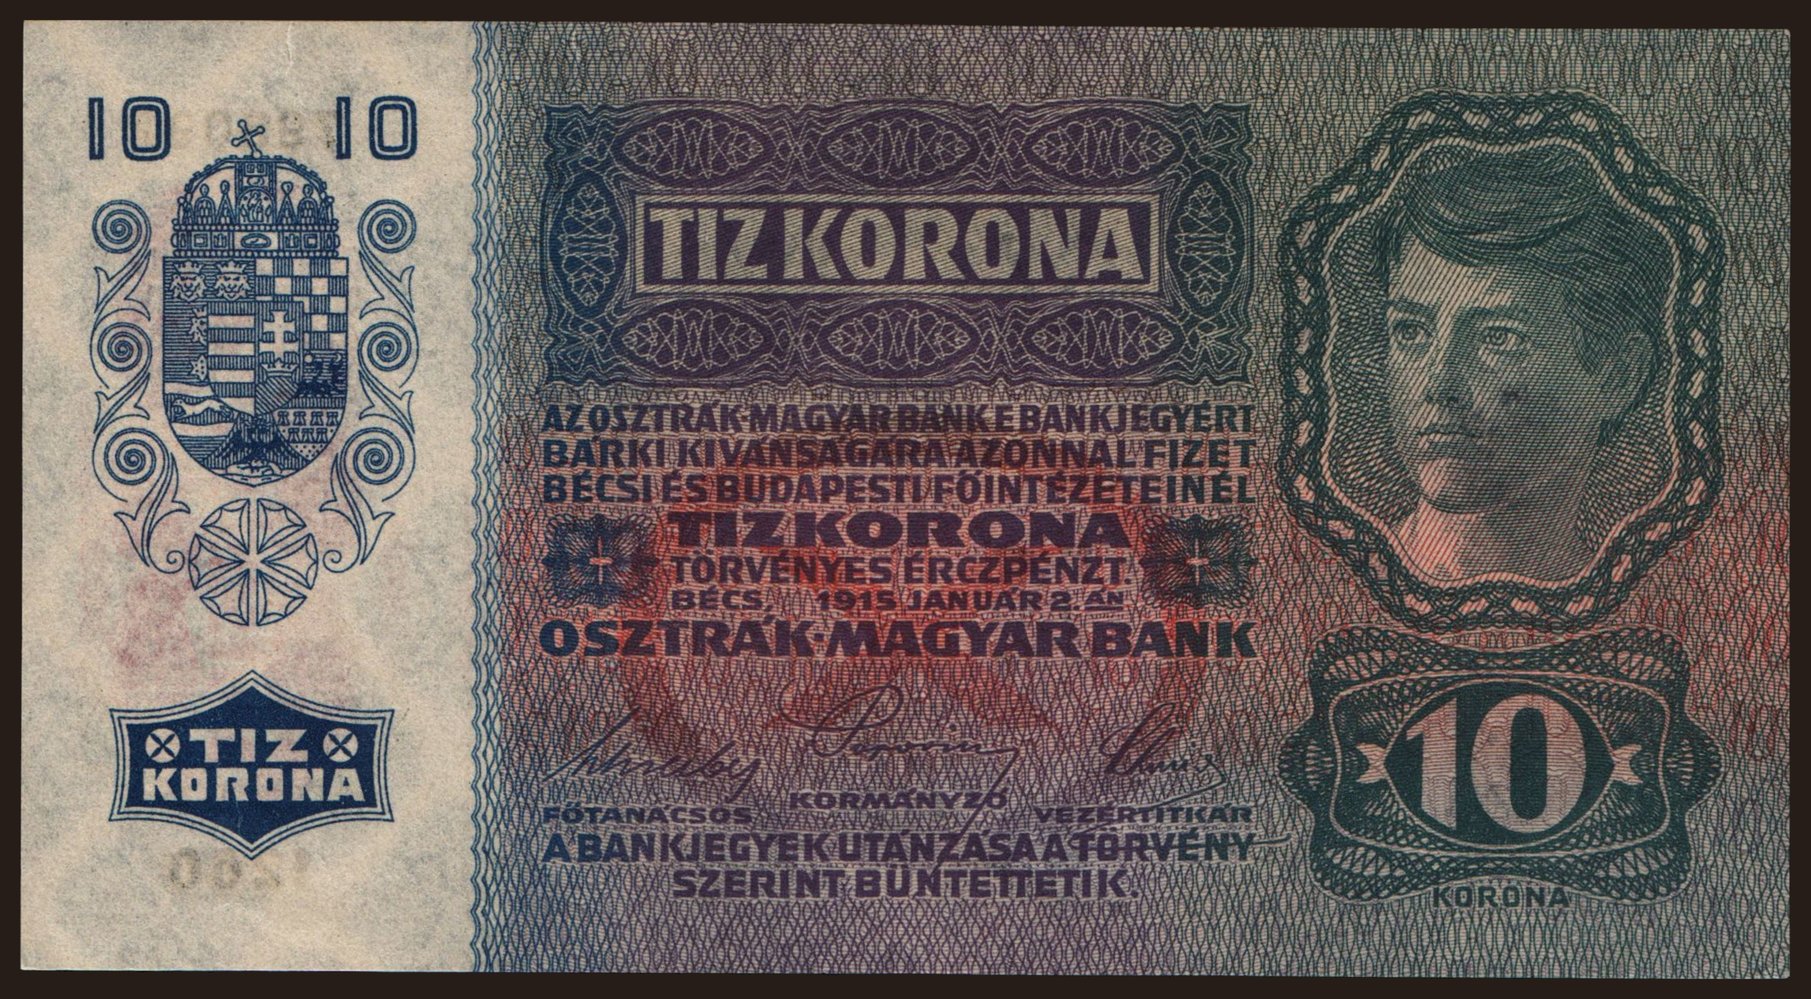 10 10
TIZ KORONA
AZ OSZTRÁK-MAGYAR BANK E BANKJEGYÉRT
BÁRKI KIVÁNSÁGÁRA AZONNAL FIZET
BÉCSI ÉS BUDAPESTI FŐINTÉZETEINÉL
TIZ KORONA
TÖRVÉNYES ÉRCZPÉNZT.
BÉCS, 1915 JANUÁR 2.ÁN
OSZTRÁK-MAGYAR BANK
FŐTANÁCSOS KORMÁNYZÓ VEZÉRTITKÁR
A BANKJEGYEK UTÁNZÁSA A TÖRVÉNY
SZERINT BÜNTETTETIK.
TIZ
KORONA
10
KORONA